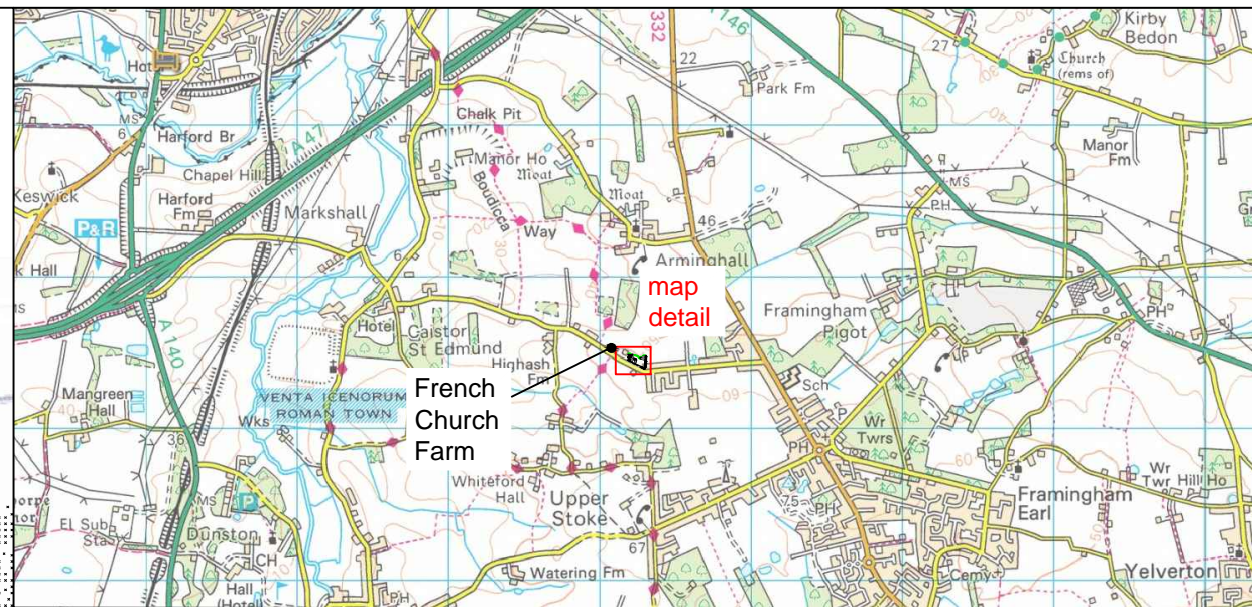 332
A146
Kirby
Bedon
27
30
Church
(rems of)
22
Park Fm
40
Manor
Fm
MS
6
Harford Br
A 47
Chapel Hill
Keswick
Harford
Fm
P&R
Markshall
Chalk Pit
Manor Ho
Moat
Boudicca
Way
Moat
46
Arminghall
MS
PH
map
detail
Framingham
Pigot
PH
6
70
A 140
Hotel
Caistor
St Edmund
Highash
Fm
French
Church
Farm
VENTA ICENORUM
ROMAN TOWN
Mangreen
Hall
36
Wks
60
Sch
P
PH
Wr
Twrs
60
Whiteford
Hall
Upper
Stoke
75
PH
67
Framingham
Earl
Wr
Twr
Hill Ho
50
MS
P
EL Sub
Sta
Dunston
CH
Hall
(Hotel)
PH
Watering Fm
Cemy
Yelverton